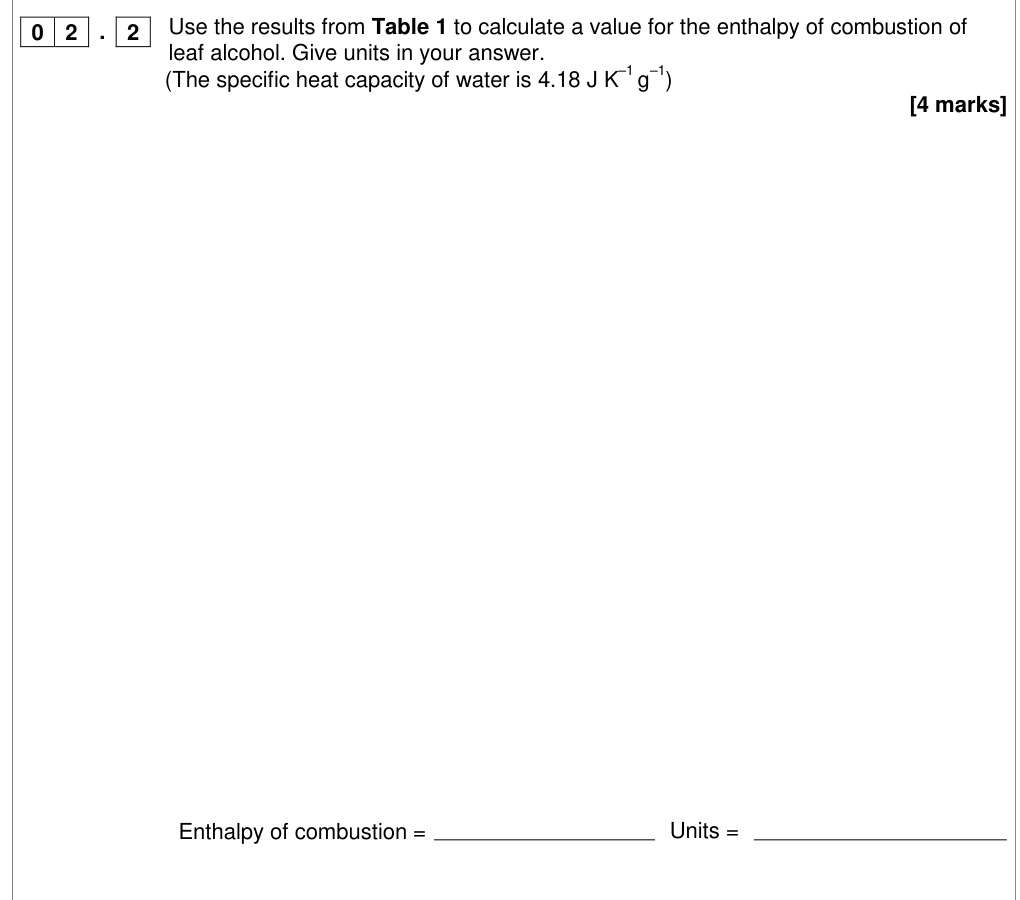 0 2 . 2 Use the results from Table 1 to calculate a value for the enthalpy of combustion of
leaf alcohol. Give units in your answer.
(The specific heat capacity of water is 4.18 J K⁻¹ g⁻¹)
[4 marks]
Enthalpy of combustion = ____________________ Units = ____________________